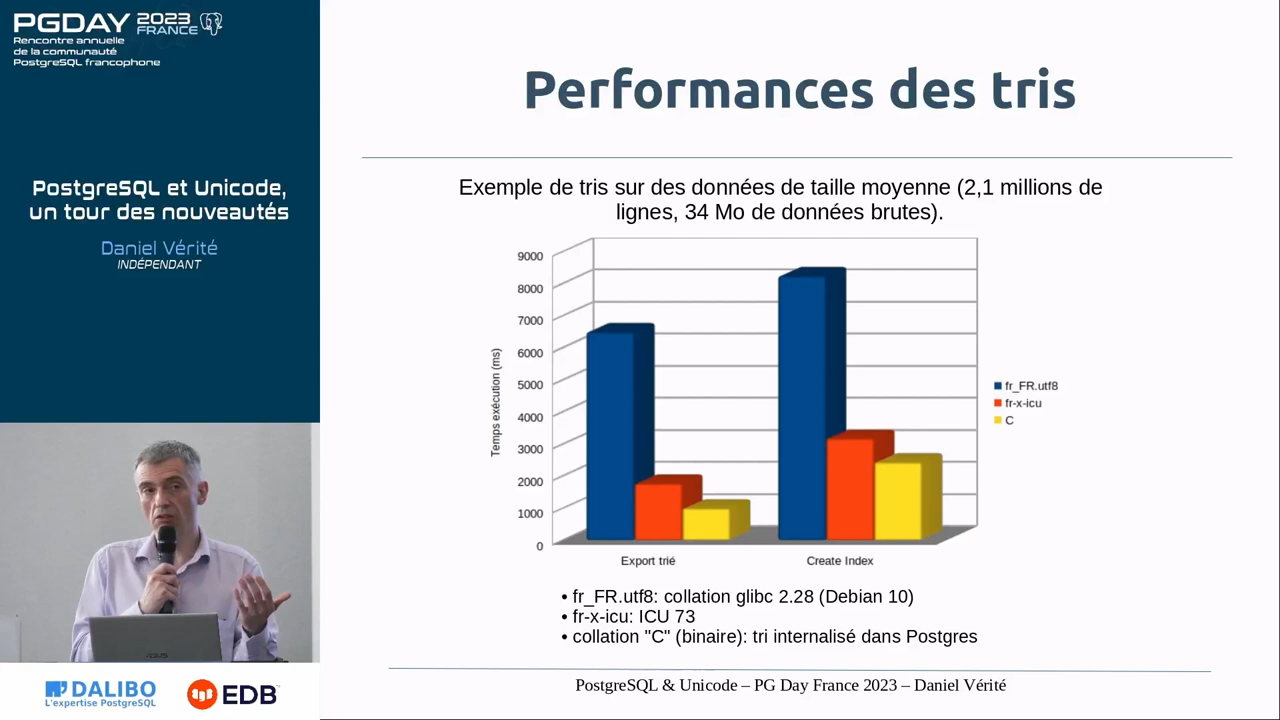 PGDAY 2023 FRANCE
Rencontre annuelle
de la communauté
PostgreSQL francophone
PostgreSQL et Unicode,
un tour des nouveautés
Daniel Vérité
INDÉPENDANT
DALIBO
L'expertise PostgreSQL
EDB
Performances des tris
Exemple de tris sur des données de taille moyenne (2,1 millions de
lignes, 34 Mo de données brutes).
Temps exécution (ms)
9000
8000
7000
6000
5000
4000
3000
2000
1000
0
Export trié
Create Index
fr_FR.utf8
fr-x-icu
C
• fr_FR.utf8: collation glibc 2.28 (Debian 10)
• fr-x-icu: ICU 73
• collation "C" (binaire): tri internalisé dans Postgres
PostgreSQL & Unicode – PG Day France 2023 – Daniel Vérité